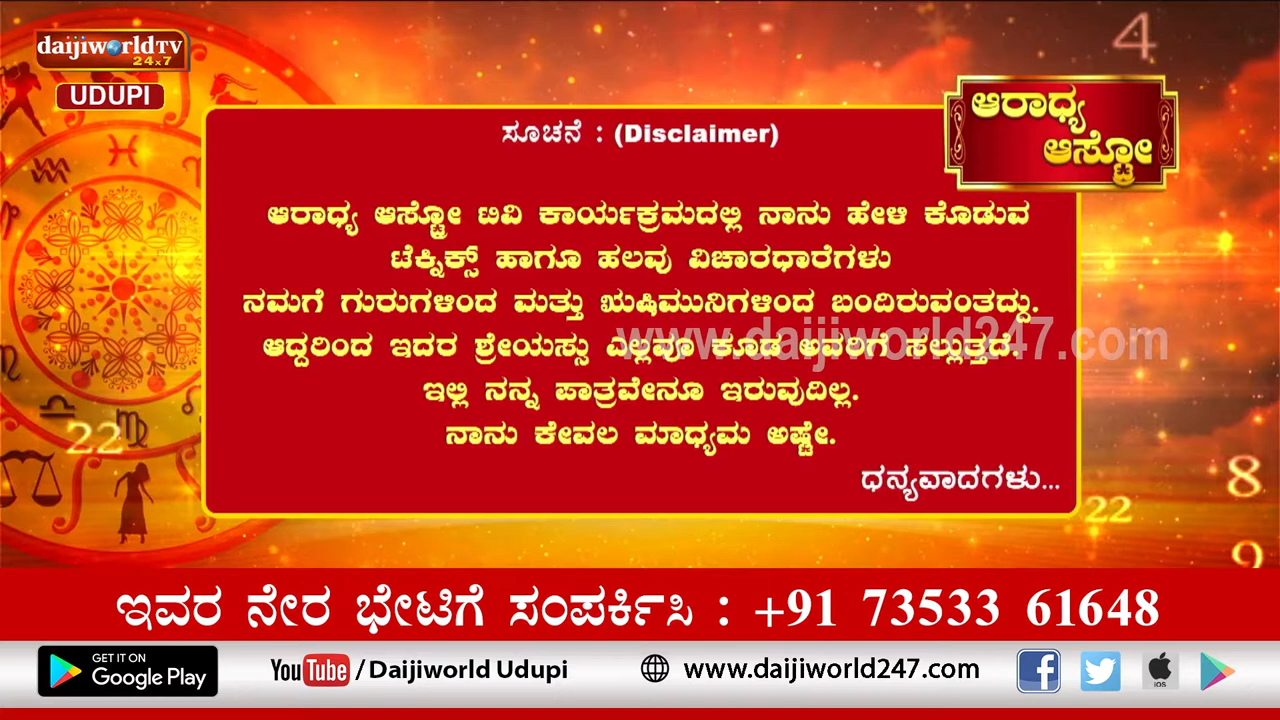 daijiworldTV
24x7
UDUPI
4
ಆರಾಧ್ಯ
ಆಸ್ಟ್ರೋ
ಸೂಚನೆ : (Disclaimer)
ಆರಾಧ್ಯ ಆಸ್ಟ್ರೋ ಟಿವಿ ಕಾರ್ಯಕ್ರಮದಲ್ಲಿ ನಾನು ಹೇಳಿ ಕೊಡುವ
ಟೆಕ್ನಿಕ್ಸ್ ಹಾಗೂ ಹಲವು ವಿಚಾರಧಾರೆಗಳು
ನಮಗೆ ಗುರುಗಳಿಂದ ಮತ್ತು ಋಷಿಮುನಿಗಳಿಂದ ಬಂದಿರುವಂತದ್ದು.
www.daijiworld247.com
ಆದ್ದರಿಂದ ಇದರ ಶ್ರೇಯಸ್ಸು ಎಲ್ಲವೂ ಕೂಡ ಅವರಿಗೆ ಸಲ್ಲುತ್ತದೆ.
ಇಲ್ಲಿ ನನ್ನ ಪಾತ್ರವೇನೂ ಇರುವುದಿಲ್ಲ.
ನಾನು ಕೇವಲ ಮಾಧ್ಯಮ ಅಷ್ಟೇ.
22
ಧನ್ಯವಾದಗಳು...
8
22
9
ಇವರ ನೇರ ಭೇಟಿಗೆ ಸಂಪರ್ಕಿಸಿ : +91 73533 61648
GET IT ON
Google Play
YouTube /Daijiworld Udupi
www.daijiworld247.com
iOS